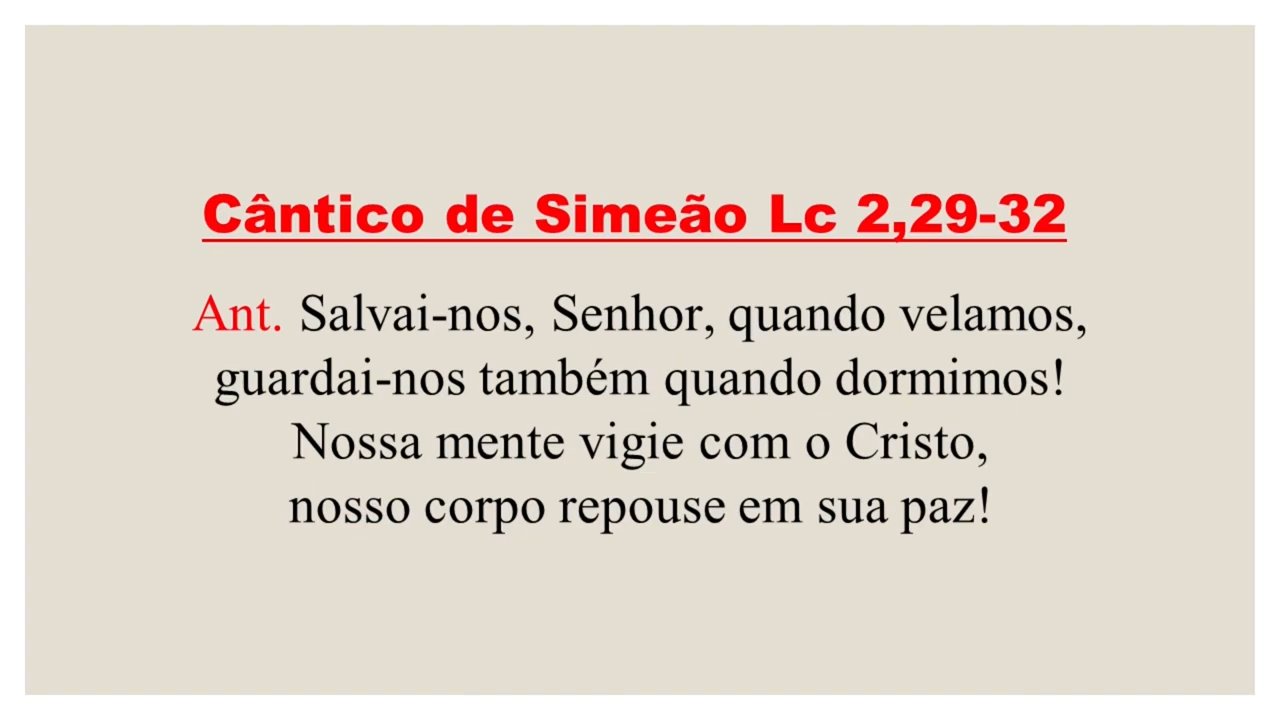 Cântico de Simeão Lc 2,29-32
Ant. Salvai-nos, Senhor, quando velamos,
guardai-nos também quando dormimos!
Nossa mente vigie com o Cristo,
nosso corpo repouse em sua paz!